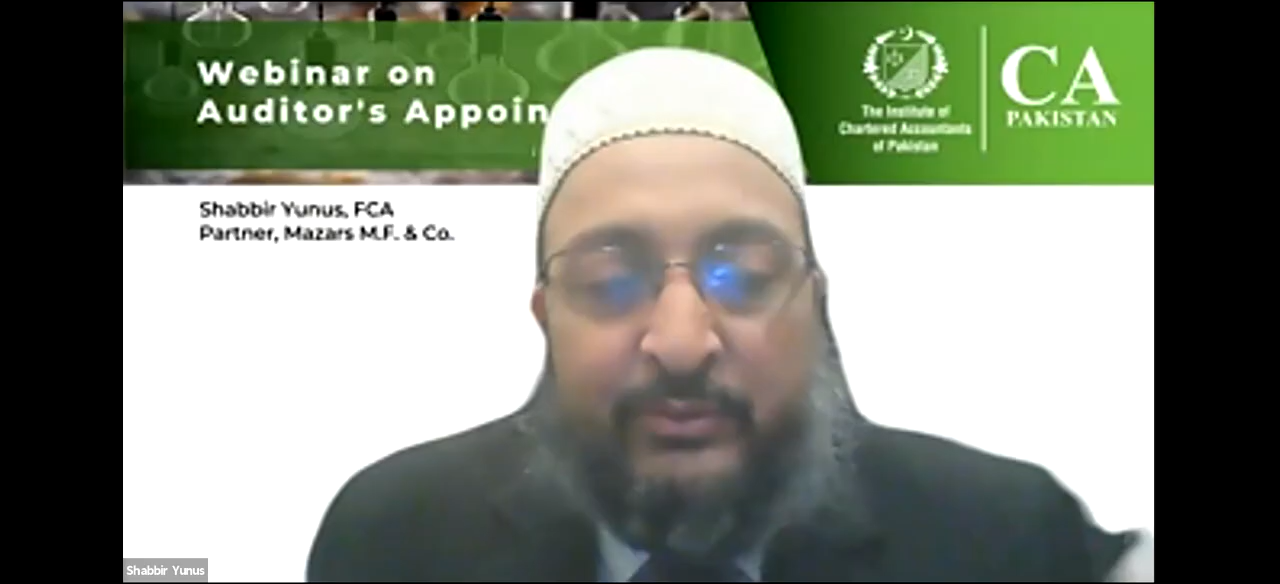 Webinar on
Auditor's Appoin
The Institute of
Chartered Accountants
of Pakistan
CA
PAKISTAN
Shabbir Yunus, FCA
Partner, Mazars M.F. & Co.
Shabbir Yunus